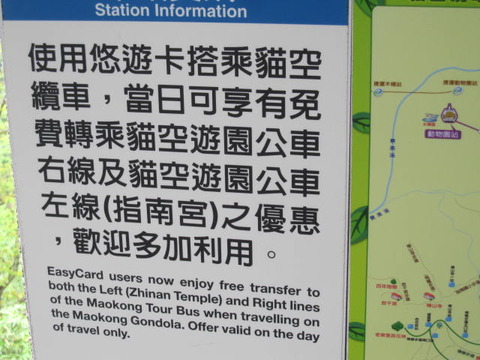 Station Information
使用悠遊卡搭乘貓空
纜車，當日可享有免
費轉乘貓空遊園公車
右線及貓空遊園公車
左線(指南宮)之優惠
，歡迎多加利用。
EasyCard users now enjoy free transfer to
both the Left (Zhinan Temple) and Right lines
of the Maokong Tour Bus when travelling on
the Maokong Gondola. Offer valid on the day
of travel only.
動物園站